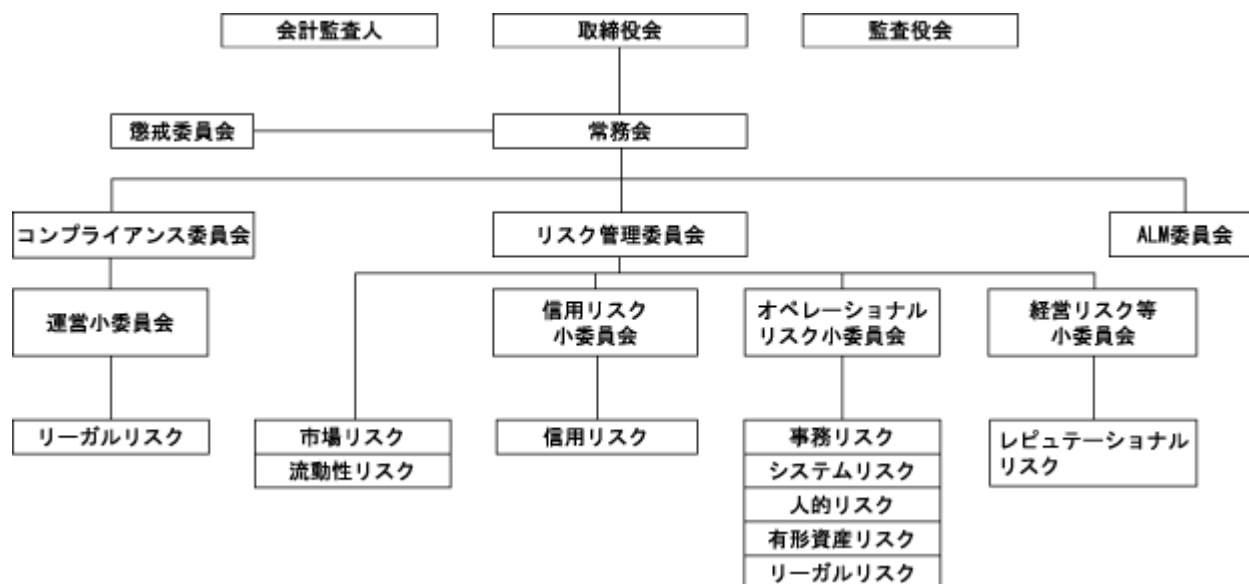 会計監査人
取締役会
監査役会
懲戒委員会
常務会
コンプライアンス委員会
リスク管理委員会
ALM委員会
運営小委員会
信用リスク
小委員会
オペレーショナル
リスク小委員会
経営リスク等
小委員会
リーガルリスク
市場リスク
流動性リスク
信用リスク
事務リスク
システムリスク
人的リスク
有形資産リスク
リーガルリスク
レピュテーショナル
リスク